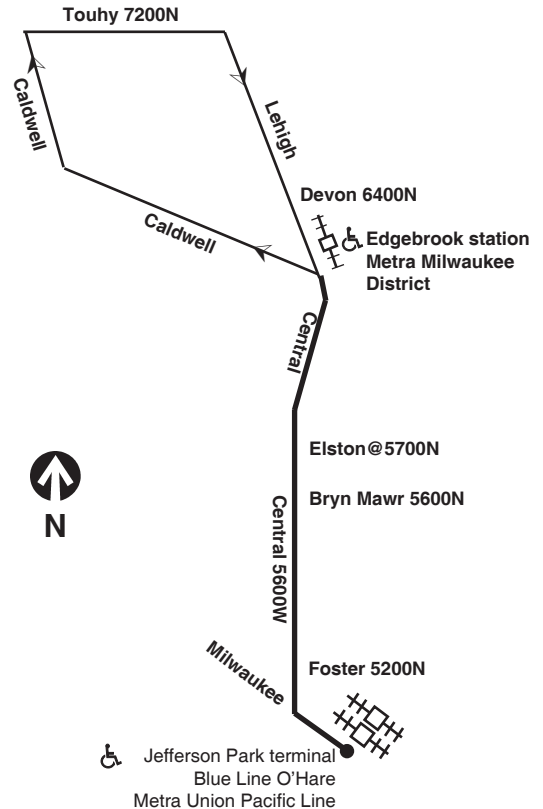 Touhy 7200N
Caldwell
Lehigh
Devon 6400N
Caldwell
Edgebrook station
Metra Milwaukee
District
Central
Elston@5700N
N
Bryn Mawr 5600N
Central 5600W
Milwaukee
Foster 5200N
Jefferson Park terminal
Blue Line O'Hare
Metra Union Pacific Line